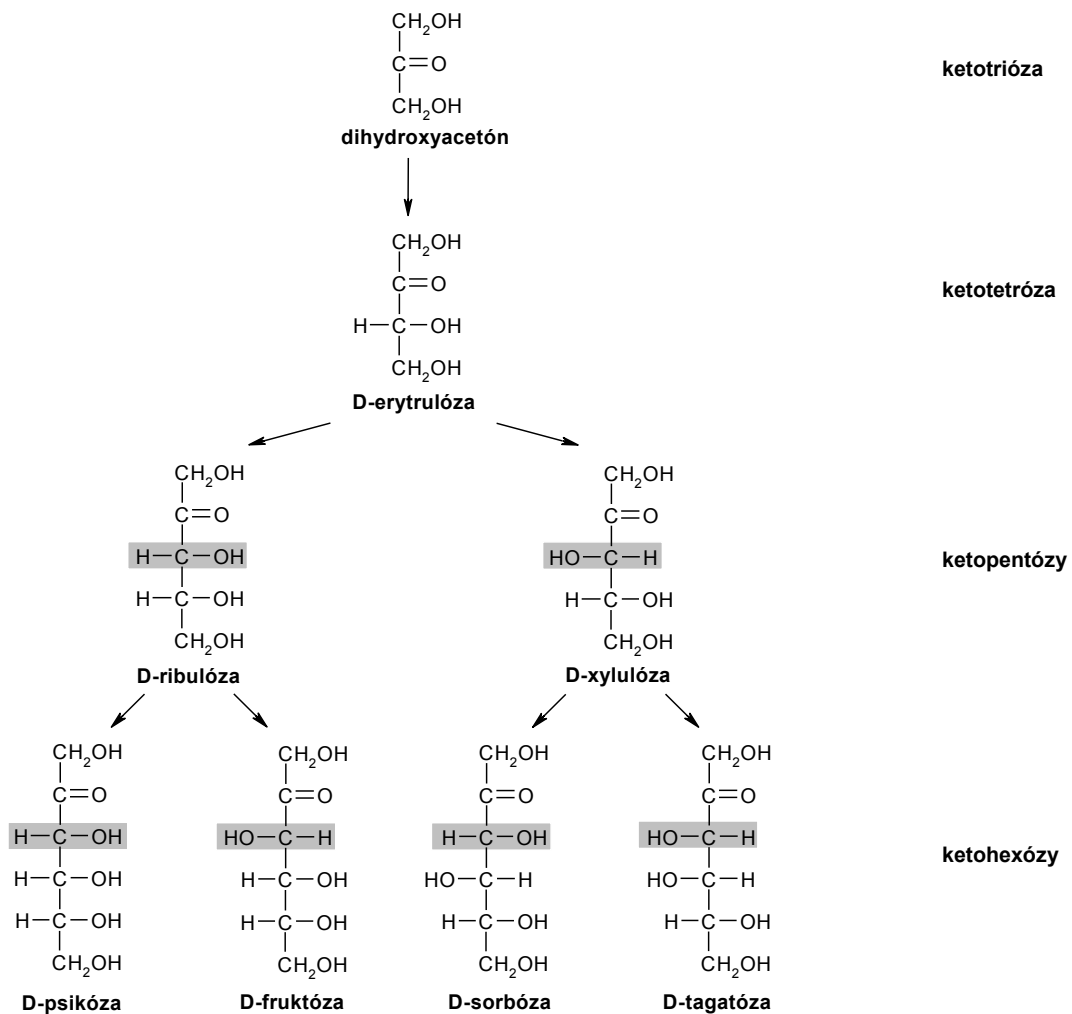 CH2OH
C=O
CH2OH
dihydroxyacetón
ketotrióza
CH2OH
C=O
H—C—OH
CH2OH
D-erytrulóza
ketotetróza
CH2OH
C=O
H—C—OH
H—C—OH
CH2OH
D-ribulóza
CH2OH
C=O
HO—C—H
H—C—OH
CH2OH
D-xylulóza
ketopentózy
CH2OH
C=O
H—C—OH
H—C—OH
H—C—OH
CH2OH
D-psikóza
CH2OH
C=O
HO—C—H
H—C—OH
H—C—OH
CH2OH
D-fruktóza
CH2OH
C=O
H—C—OH
HO—C—H
H—C—OH
CH2OH
D-sorbóza
CH2OH
C=O
HO—C—H
HO—C—H
H—C—OH
CH2OH
D-tagatóza
ketohexózy